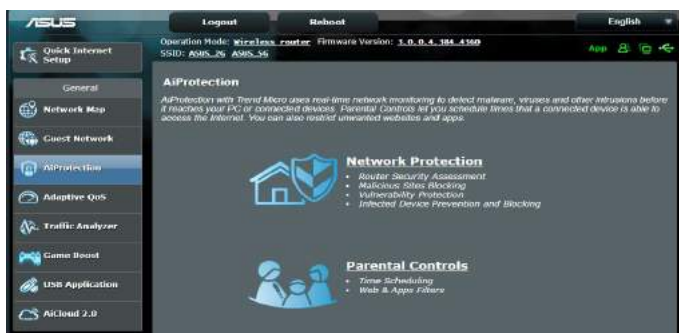 ASUS
Logout
Reboot
English
Quick Internet Setup
Operation Mode: Wireless router Firmware Version: 3.0.0.4.384_4360
SSID: ASUS_2G ASUS_5G
App
General
Network Map
Guest Network
AiProtection
Adaptive QoS
Traffic Analyzer
Game Boost
USB Application
AiCloud 2.0
AiProtection
AiProtection with Trend Micro uses real-time network monitoring to detect malware, viruses and other intrusions before
it reaches your PC or connected devices. Parental Controls let you schedule times that a connected device is able to
access the Internet. You can also restrict unwanted websites and apps.
Network Protection
• Router Security Assessment
• Malicious Sites Blocking
• Vulnerability Protection
• Infected Device Prevention and Blocking
Parental Controls
• Time Scheduling
• Web & Apps Filters